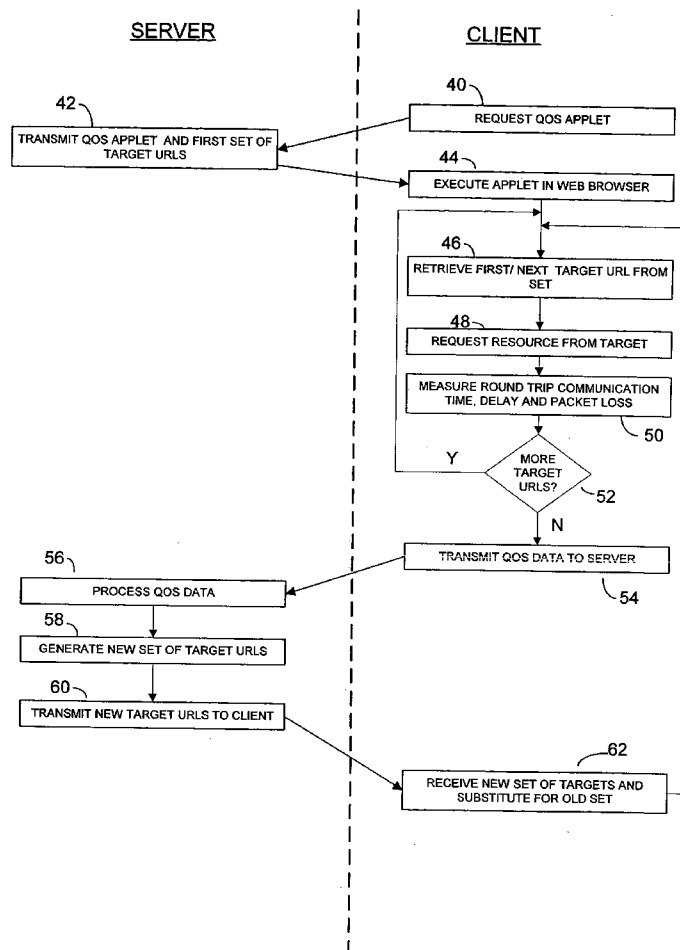 SERVER
CLIENT
40
REQUEST QOS APPLET
42
TRANSMIT QOS APPLET AND FIRST SET OF
TARGET URLS
44
EXECUTE APPLET IN WEB BROWSER
46
RETRIEVE FIRST/ NEXT TARGET URL FROM
SET
48
REQUEST RESOURCE FROM TARGET
MEASURE ROUND TRIP COMMUNICATION
TIME, DELAY AND PACKET LOSS
50
MORE
TARGET
URLS?
Y
52
N
TRANSMIT QOS DATA TO SERVER
54
56
PROCESS QOS DATA
58
GENERATE NEW SET OF TARGET URLS
60
TRANSMIT NEW TARGET URLS TO CLIENT
62
RECEIVE NEW SET OF TARGETS AND
SUBSTITUTE FOR OLD SET